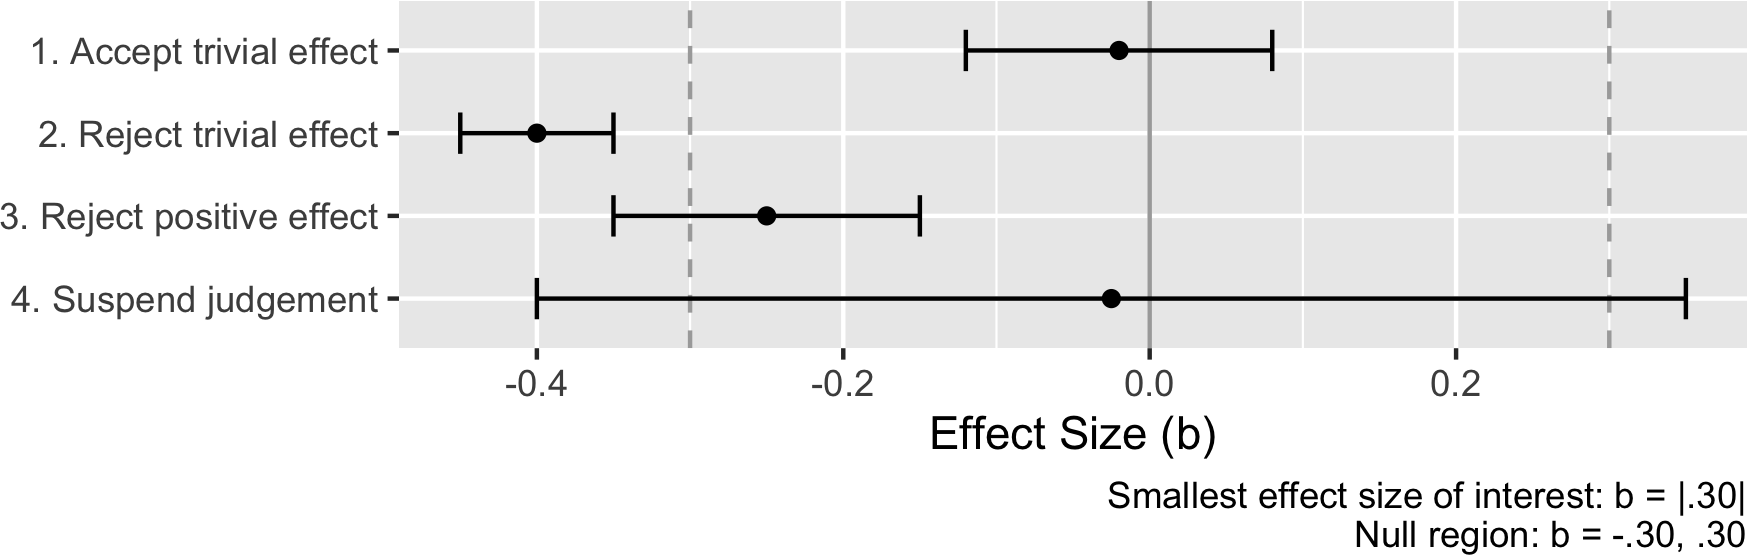 1. Accept trivial effect
2. Reject trivial effect
3. Reject positive effect
4. Suspend judgement
-0.4 -0.2 0.0 0.2
Effect Size (b)
Smallest effect size of interest: b = |.30|
Null region: b = -.30, .30